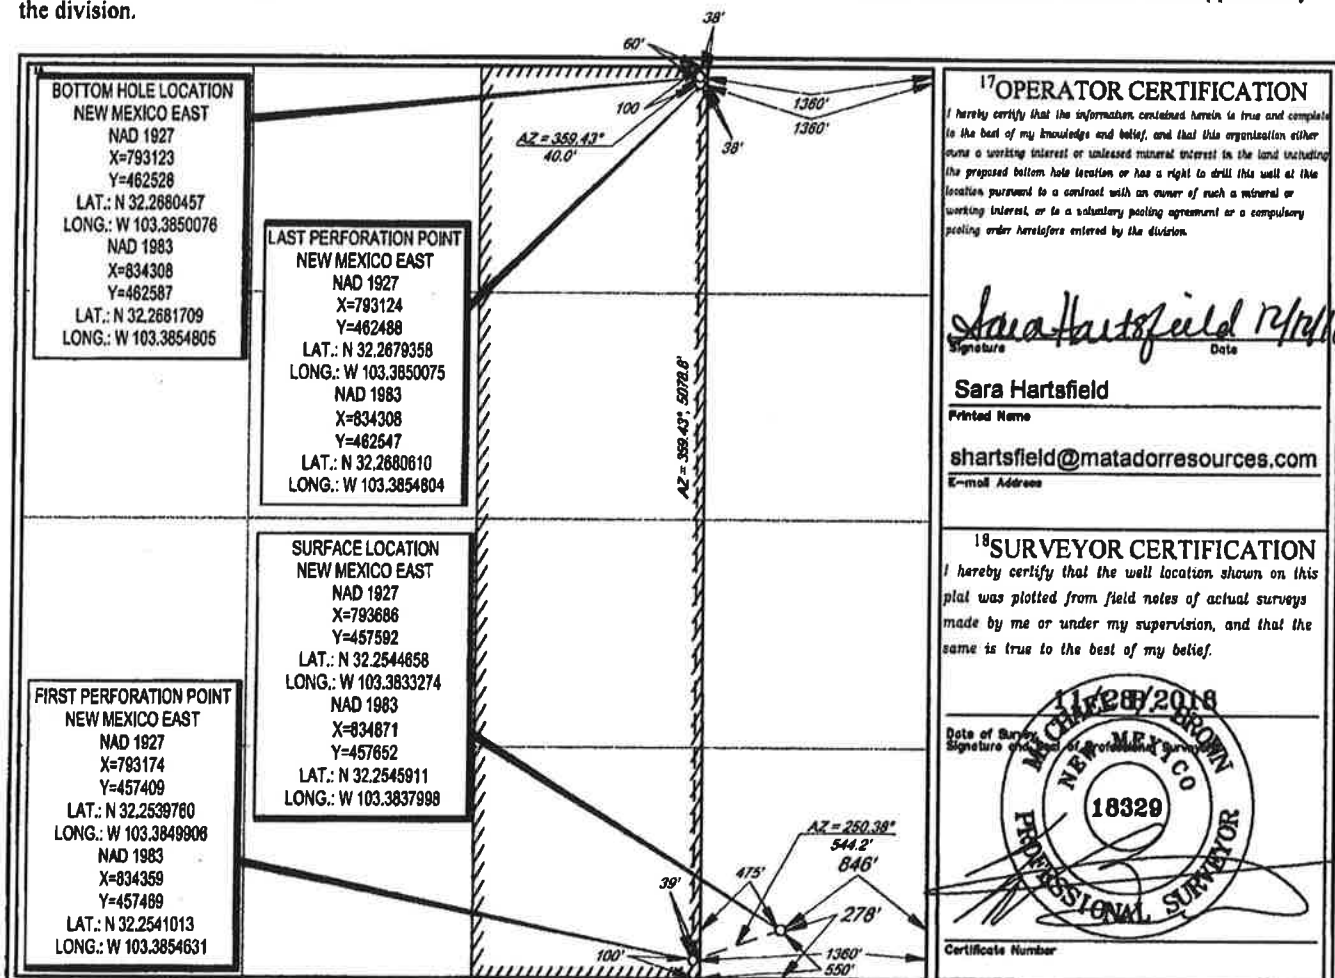 the division.
BOTTOM HOLE LOCATION
NEW MEXICO EAST
NAD 1927
X=793123
Y=462528
LAT.: N 32.2680457
LONG.: W 103.3850076
NAD 1983
X=834308
Y=462587
LAT.: N 32.2681709
LONG.: W 103.3854805
LAST PERFORATION POINT
NEW MEXICO EAST
NAD 1927
X=793124
Y=462488
LAT.: N 32.2679358
LONG.: W 103.3850075
NAD 1983
X=834308
Y=462547
LAT.: N 32.2680610
LONG.: W 103.3854804
SURFACE LOCATION
NEW MEXICO EAST
NAD 1927
X=793686
Y=457592
LAT.: N 32.2544658
LONG.: W 103.3833274
NAD 1983
X=834871
Y=457652
LAT.: N 32.2545911
LONG.: W 103.3837998
FIRST PERFORATION POINT
NEW MEXICO EAST
NAD 1927
X=793174
Y=457409
LAT.: N 32.2539760
LONG.: W 103.3849906
NAD 1983
X=834359
Y=457469
LAT.: N 32.2541013
LONG.: W 103.3854631
38'
60'
100
1360'
1360'
AZ = 359.43°
40.0'
38'
AZ = 359.43°, 5078.8'
AZ = 250.38°
544.2'
846'
475'
39'
278'
100'
1360'
550'
17 OPERATOR CERTIFICATION
I hereby certify that the information contained herein is true and complete
to the best of my knowledge and belief, and that this organization either
owns a working interest or unleased mineral interest in the land including
the proposed bottom hole location or has a right to drill this well at this
location pursuant to a contract with an owner of such a mineral or
working interest, or to a voluntary pooling agreement or a compulsory
pooling order heretofore entered by the division.
Sara Hartsfield
Signature Date
Sara Hartsfield
Printed Name
shartsfield@matadorresources.com
E-mail Address
18 SURVEYOR CERTIFICATION
I hereby certify that the well location shown on this
plat was plotted from field notes of actual surveys
made by me or under my supervision, and that the
same is true to the best of my belief.
11/28/2018
Date of Survey
Signature and Seal of Professional Surveyor
MICHAEL B. BROWN
NEW MEXICO
18329
PROFESSIONAL SURVEYOR
Certificate Number